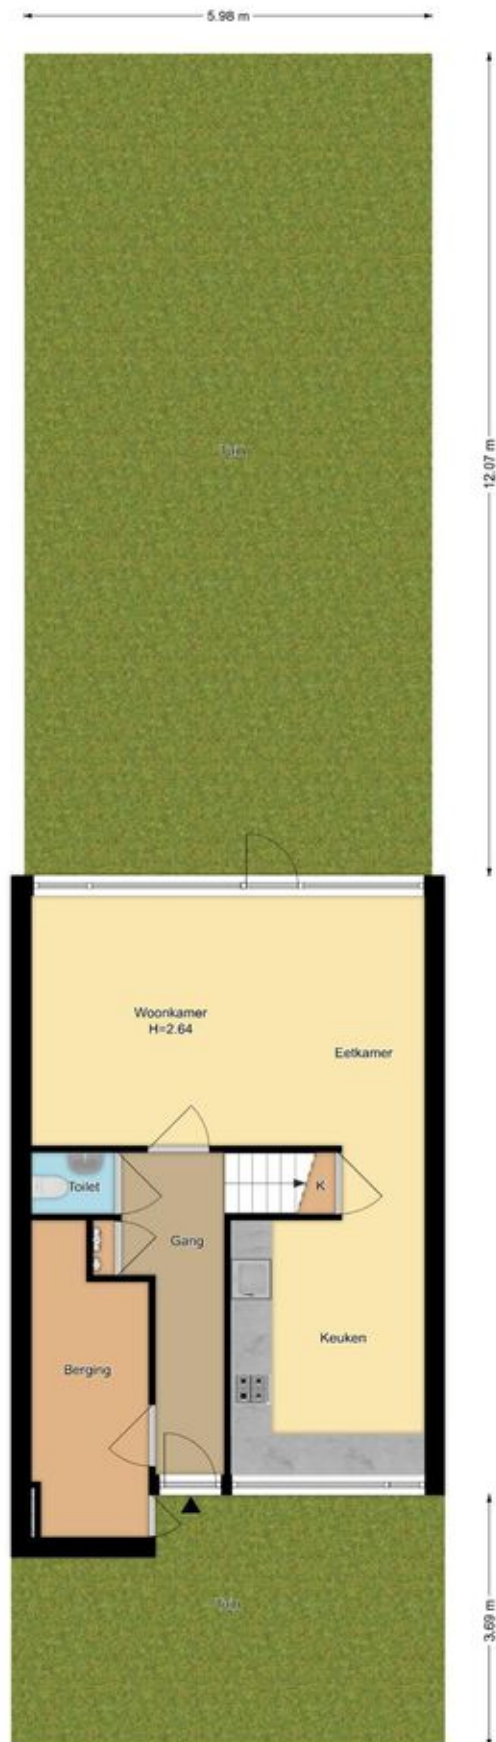 5.98 m
Tuin
12.07 m
Woonkamer
H=2.64
Eetkamer
Toilet
K
Gang
Keuken
Berging
Tuin
3.69 m